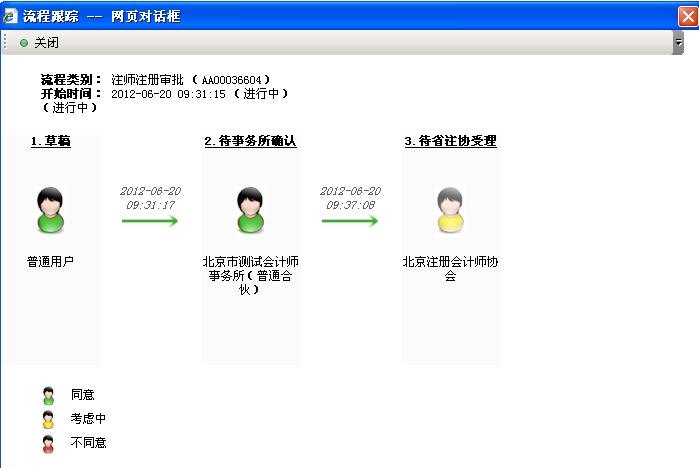 流程跟踪 -- 网页对话框
关闭
流程类别： 注师注册审批（AA00036604）
开始时间： 2012-06-20 09:31:15（进行中）
（进行中）
1.草稿
2.待事务所确认
3.待省注协受理
2012-06-20
09:31:17
2012-06-20
09:37:08
普通用户
北京市测试会计师
事务所（普通合
伙）
北京注册会计师协
会
同意
考虑中
不同意